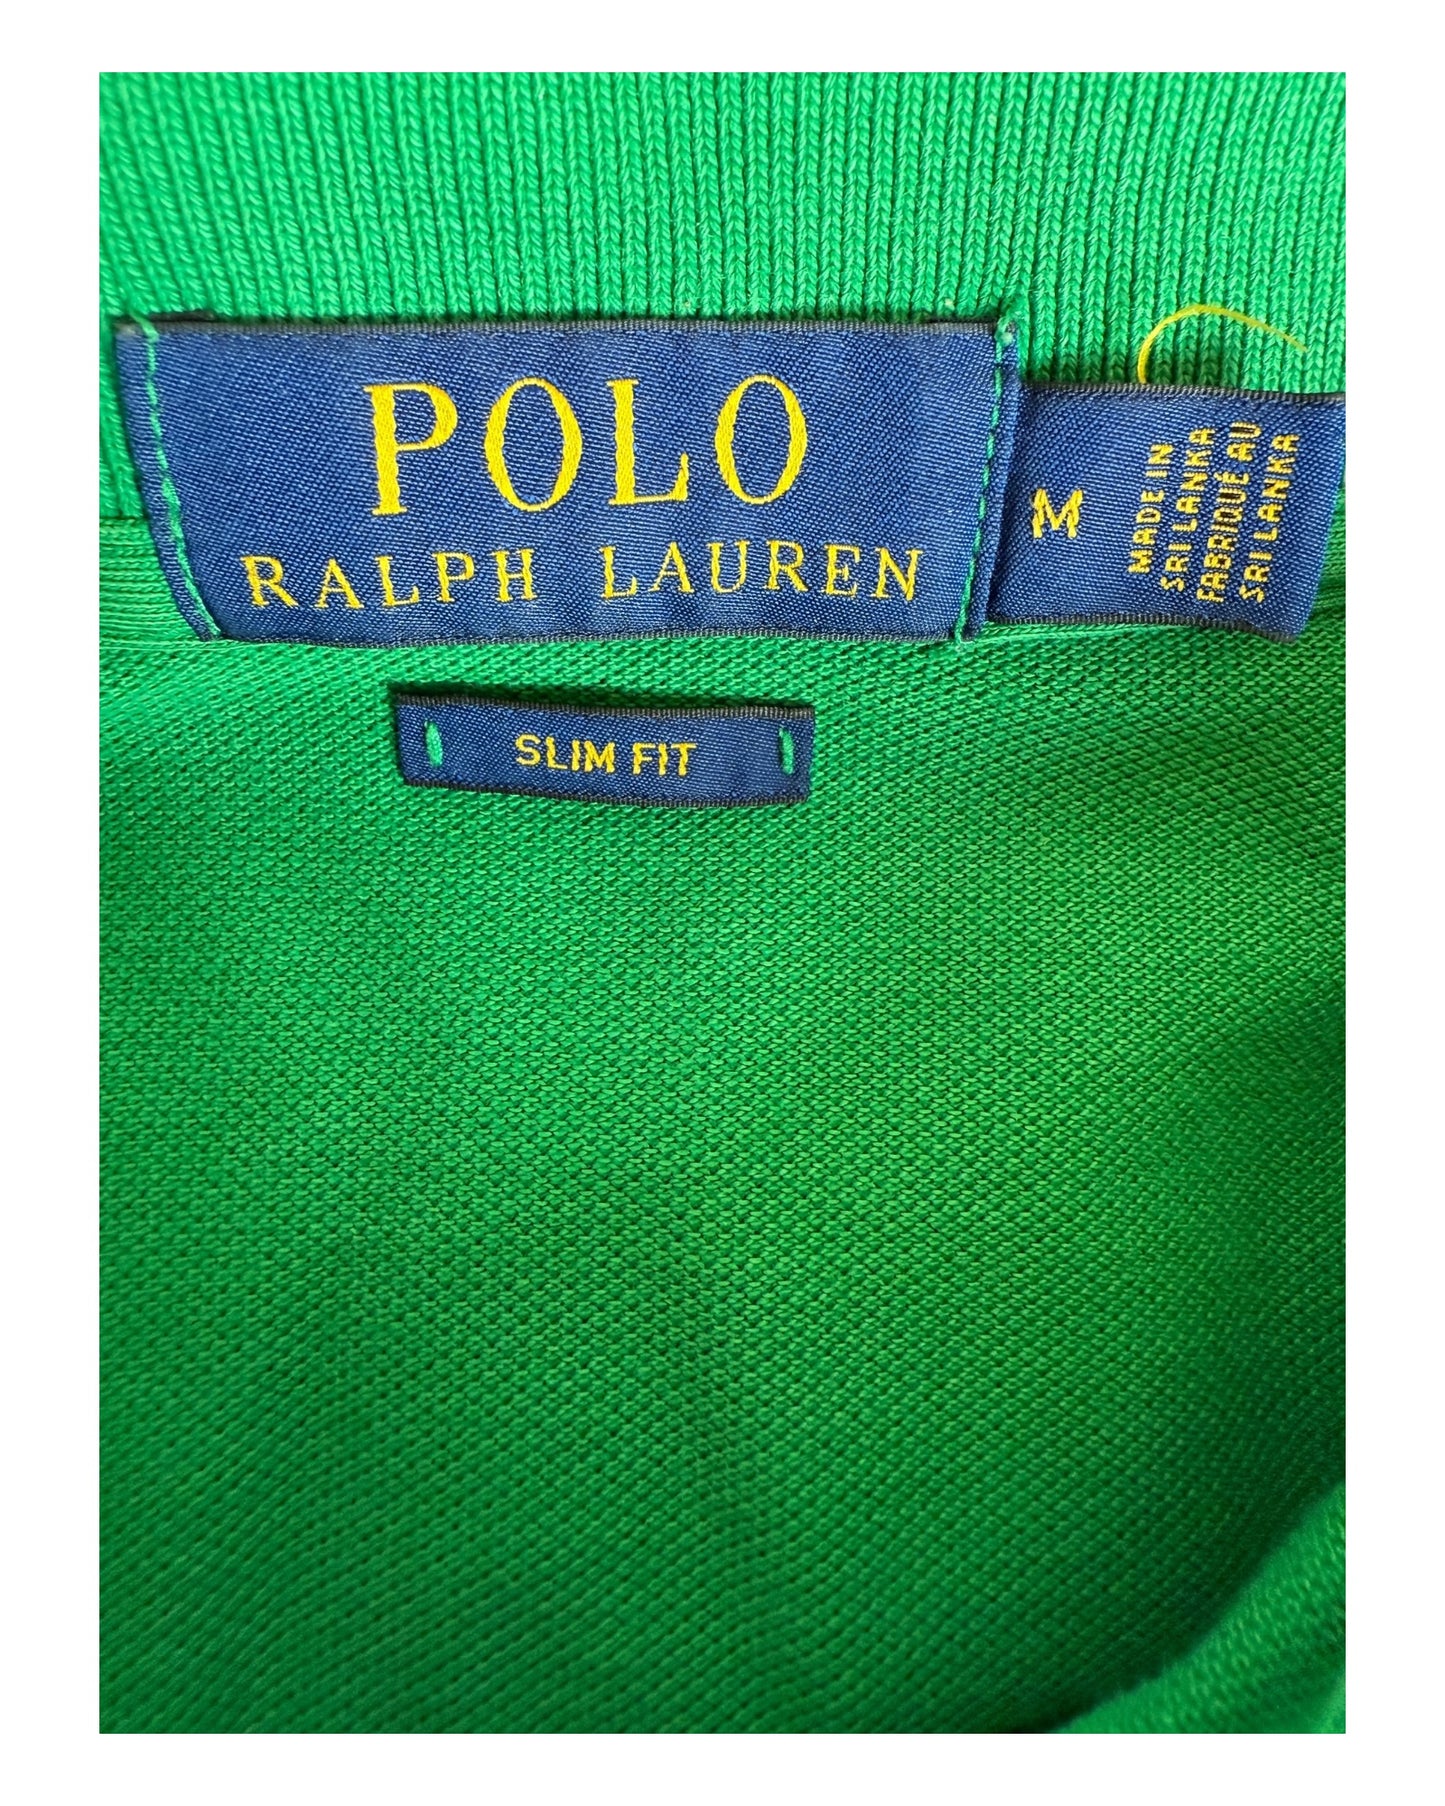 POLO
RALPH LAUREN
M
MADE IN
SRI LANKA
FABRIQUÉ AU
SRI LANKA
SLIM FIT